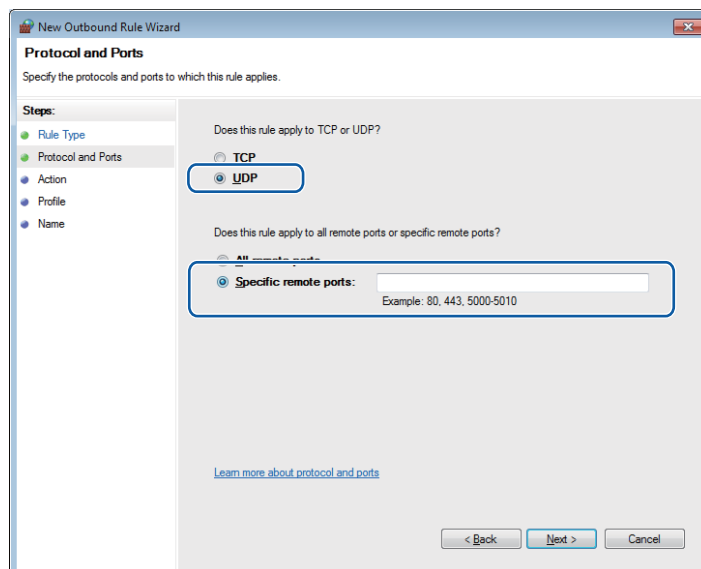 New Outbound Rule Wizard
Protocol and Ports
Specify the protocols and ports to which this rule applies.
Steps:
Rule Type
Protocol and Ports
Action
Profile
Name
Does this rule apply to TCP or UDP?
TCP
UDP
Does this rule apply to all remote ports or specific remote ports?
All remote ports
Specific remote ports:
Example: 80, 443, 5000-5010
Learn more about protocol and ports
< Back
Next >
Cancel